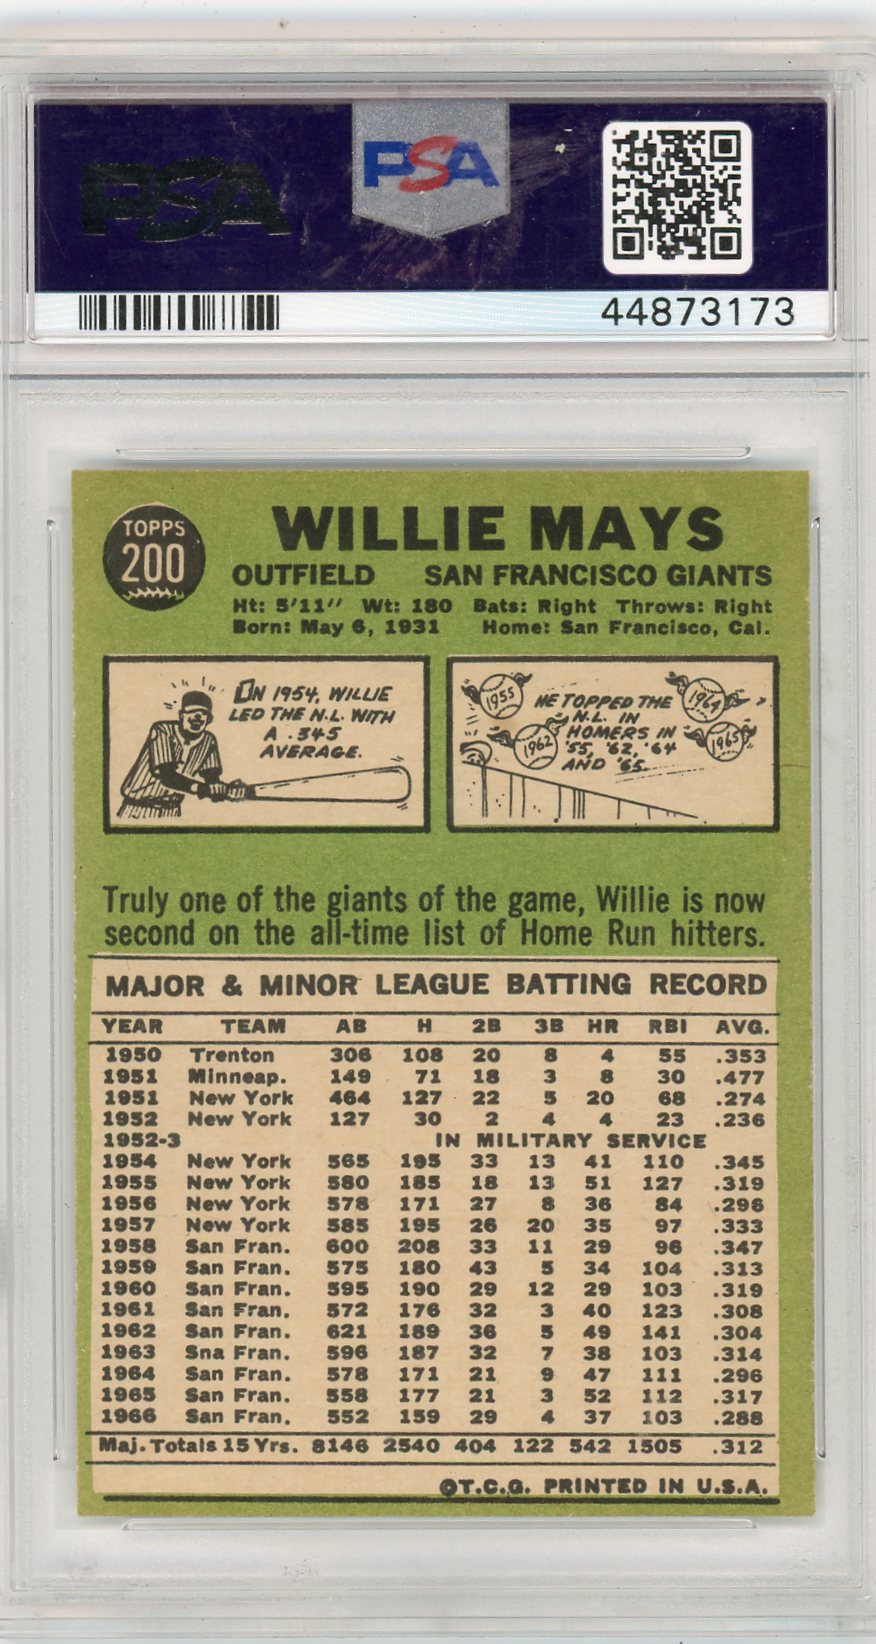 PSA
PSA
44873173
TOPPS
200
WILLIE MAYS
OUTFIELD SAN FRANCISCO GIANTS
Ht: 5'11" Wt: 180 Bats: Right Throws: Right
Born: May 6, 1931 Home: San Francisco, Cal.
ON 1954, WILLIE
LED THE N.L. WITH
A .345
AVERAGE.
1955
1964
1962
1965
HE TOPPED THE
N.L. IN
HOMERS IN
'55, '62, '64
AND '65.
Truly one of the giants of the game, Willie is now
second on the all-time list of Home Run hitters.
MAJOR & MINOR LEAGUE BATTING RECORD
YEAR TEAM AB H 2B 3B HR RBI AVG.
1950 Trenton 306 108 20 8 4 55 .353
1951 Minneap. 149 71 18 3 8 30 .477
1951 New York 464 127 22 5 20 68 .274
1952 New York 127 30 2 4 4 23 .236
1952-3 IN MILITARY SERVICE
1954 New York 565 195 33 13 41 110 .345
1955 New York 580 185 18 13 51 127 .319
1956 New York 578 171 27 8 36 84 .296
1957 New York 585 195 26 20 35 97 .333
1958 San Fran. 600 208 33 11 29 96 .347
1959 San Fran. 575 180 43 5 34 104 .313
1960 San Fran. 595 190 29 12 29 103 .319
1961 San Fran. 572 176 32 3 40 123 .308
1962 San Fran. 621 189 36 5 49 141 .304
1963 Sna Fran. 596 187 32 7 38 103 .314
1964 San Fran. 578 171 21 9 47 111 .296
1965 San Fran. 558 177 21 3 52 112 .317
1966 San Fran. 552 159 29 4 37 103 .288
Maj. Totals 15 Yrs. 8146 2540 404 122 542 1505 .312
©T.C.G. PRINTED IN U.S.A.